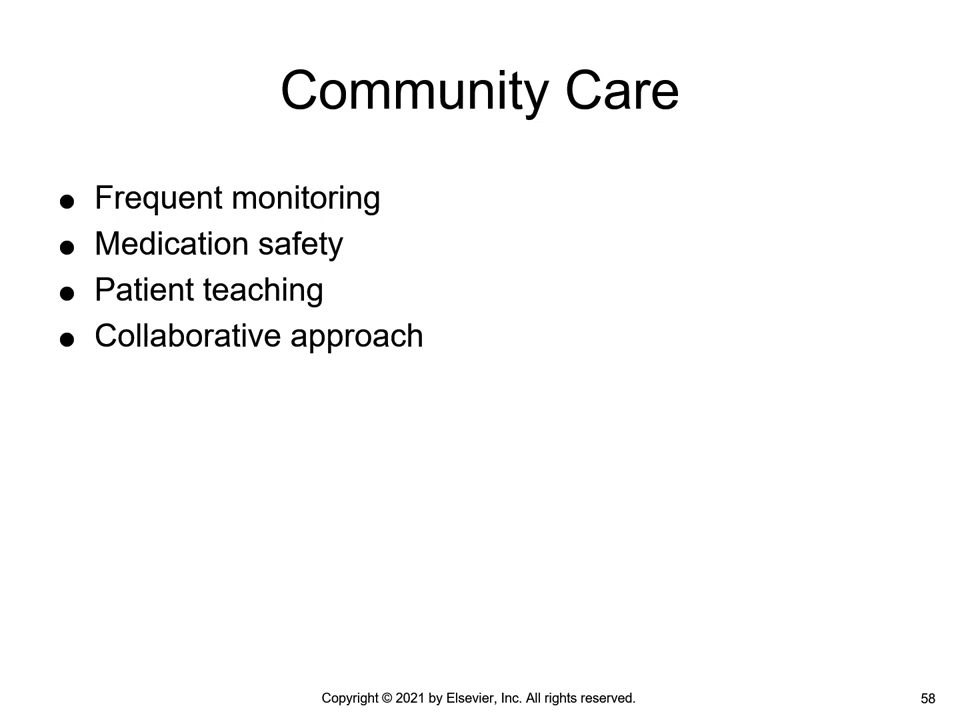 Community Care
● Frequent monitoring
● Medication safety
● Patient teaching
● Collaborative approach
Copyright © 2021 by Elsevier, Inc. All rights reserved.
58